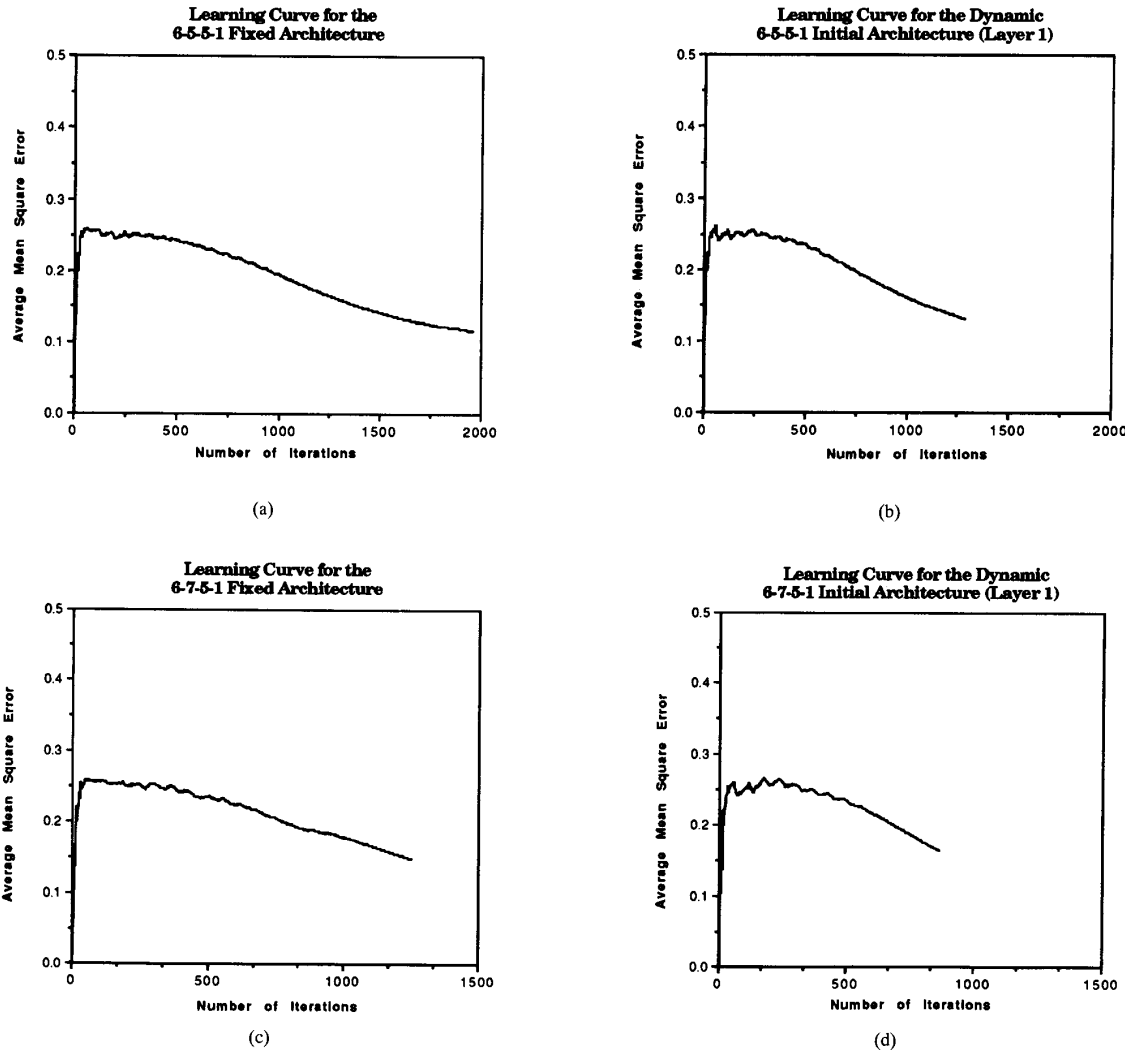 Learning Curve for the
6-5-5-1 Fixed Architecture
0.5
0.4
0.3
0.2
0.1
0.0
Average Mean Square Error
0
500
1000
1500
2000
Number of Iterations
(a)
Learning Curve for the Dynamic
6-5-5-1 Initial Architecture (Layer 1)
0.5
0.4
0.3
0.2
0.1
0.0
Average Mean Square Error
0
500
1000
1500
2000
Number of Iterations
(b)
Learning Curve for the
6-7-5-1 Fixed Architecture
0.5
0.4
0.3
0.2
0.1
0.0
Average Mean Square Error
0
500
1000
1500
Number of Iterations
(c)
Learning Curve for the Dynamic
6-7-5-1 Initial Architecture (Layer 1)
0.5
0.4
0.3
0.2
0.1
0.0
Average Mean Square Error
0
500
1000
1500
Number of Iterations
(d)